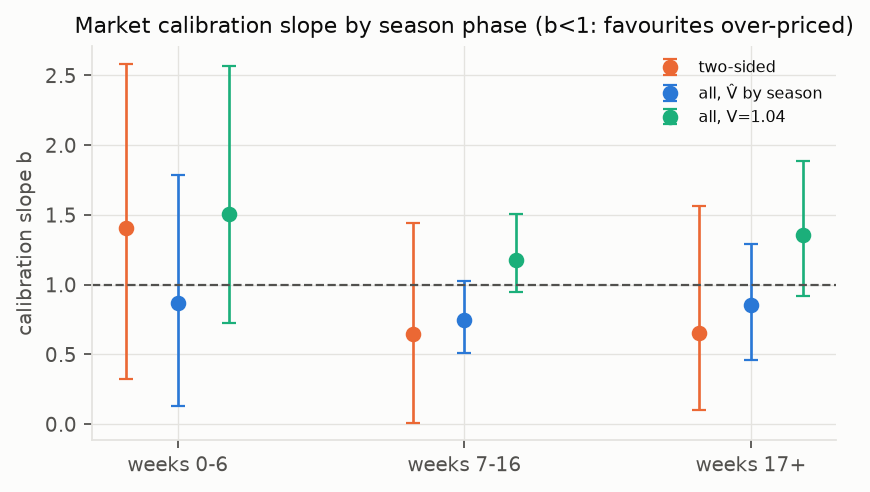 Market calibration slope by season phase (b<1: favourites over-priced)
two-sided
all, V̂ by season
all, V=1.04
calibration slope b
2.5
2.0
1.5
1.0
0.5
0.0
weeks 0-6
weeks 7-16
weeks 17+